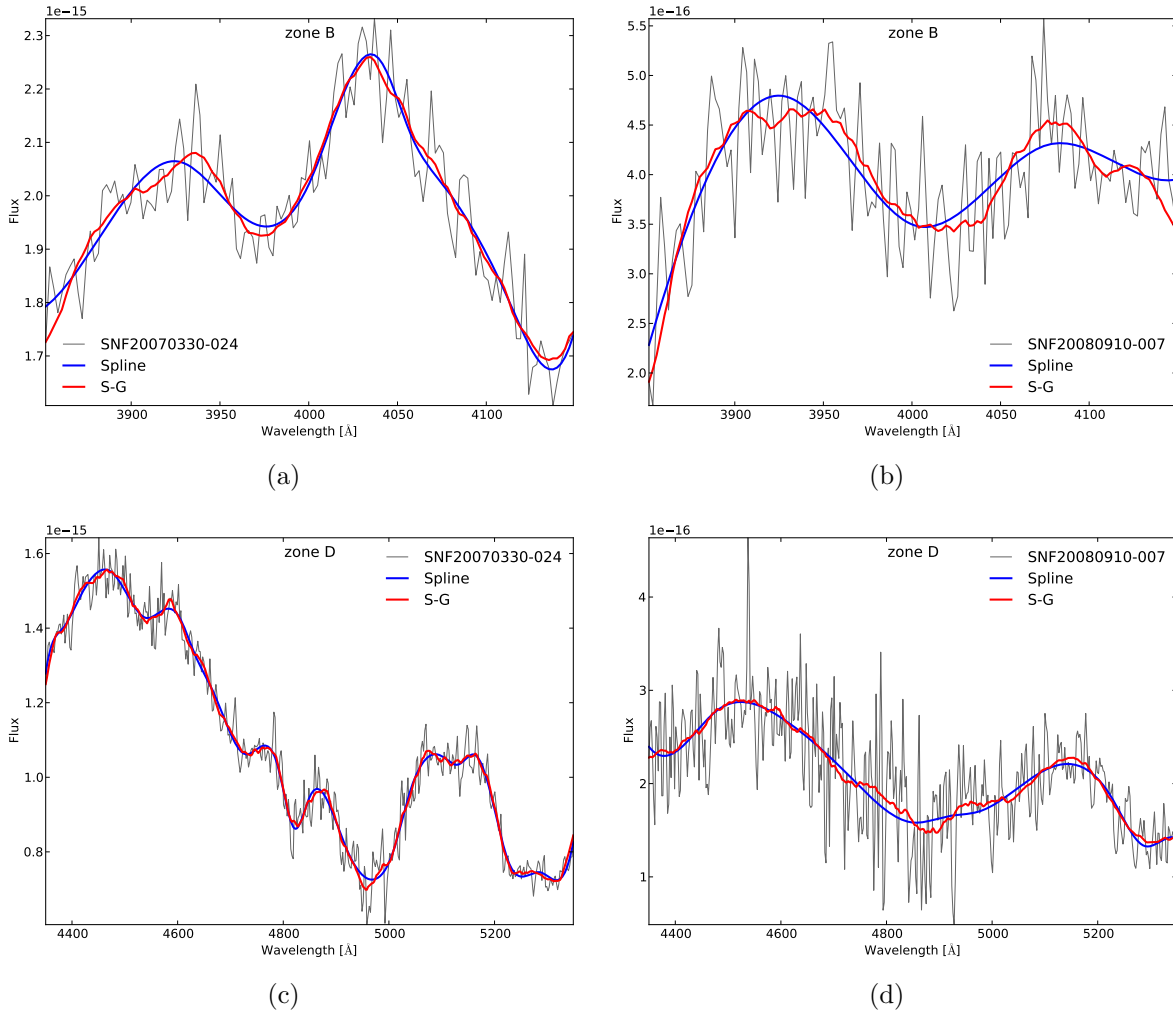 1e−15
zone B
2.3
2.2
2.1
2.0
1.9
1.8
1.7
Flux
SNF20070330-024
Spline
S-G
3900 3950 4000 4050 4100
Wavelength [Å]
(a)
1e−16
zone B
5.5
5.0
4.5
4.0
3.5
3.0
2.5
2.0
Flux
SNF20080910-007
Spline
S-G
3900 3950 4000 4050 4100
Wavelength [Å]
(b)
1e−15
zone D
1.6
1.4
1.2
1.0
0.8
Flux
SNF20070330-024
Spline
S-G
4400 4600 4800 5000 5200
Wavelength [Å]
(c)
1e−16
zone D
4
3
2
1
Flux
SNF20080910-007
Spline
S-G
4400 4600 4800 5000 5200
Wavelength [Å]
(d)